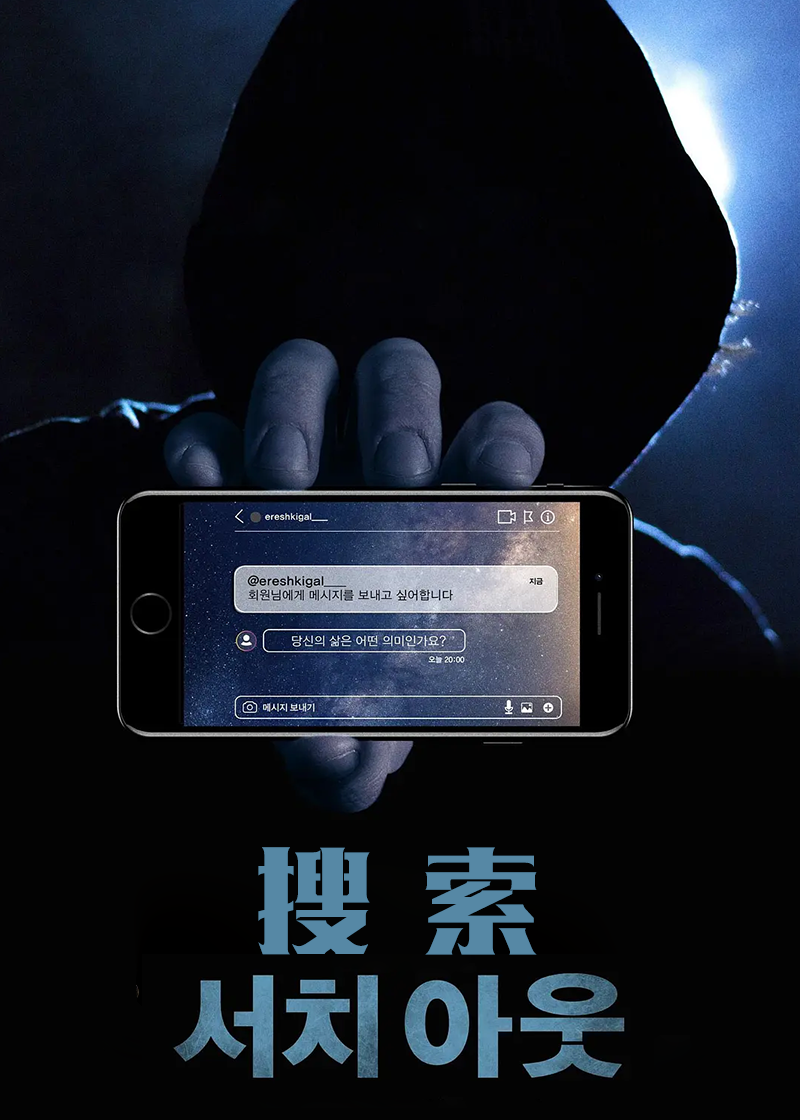 ereshkigal___
@ereshkigal___
지금
회원님에게 메시지를 보내고 싶어합니다
당신의 삶은 어떤 의미인가요?
오늘 20:00
메시지 보내기
搜索
서치 아웃